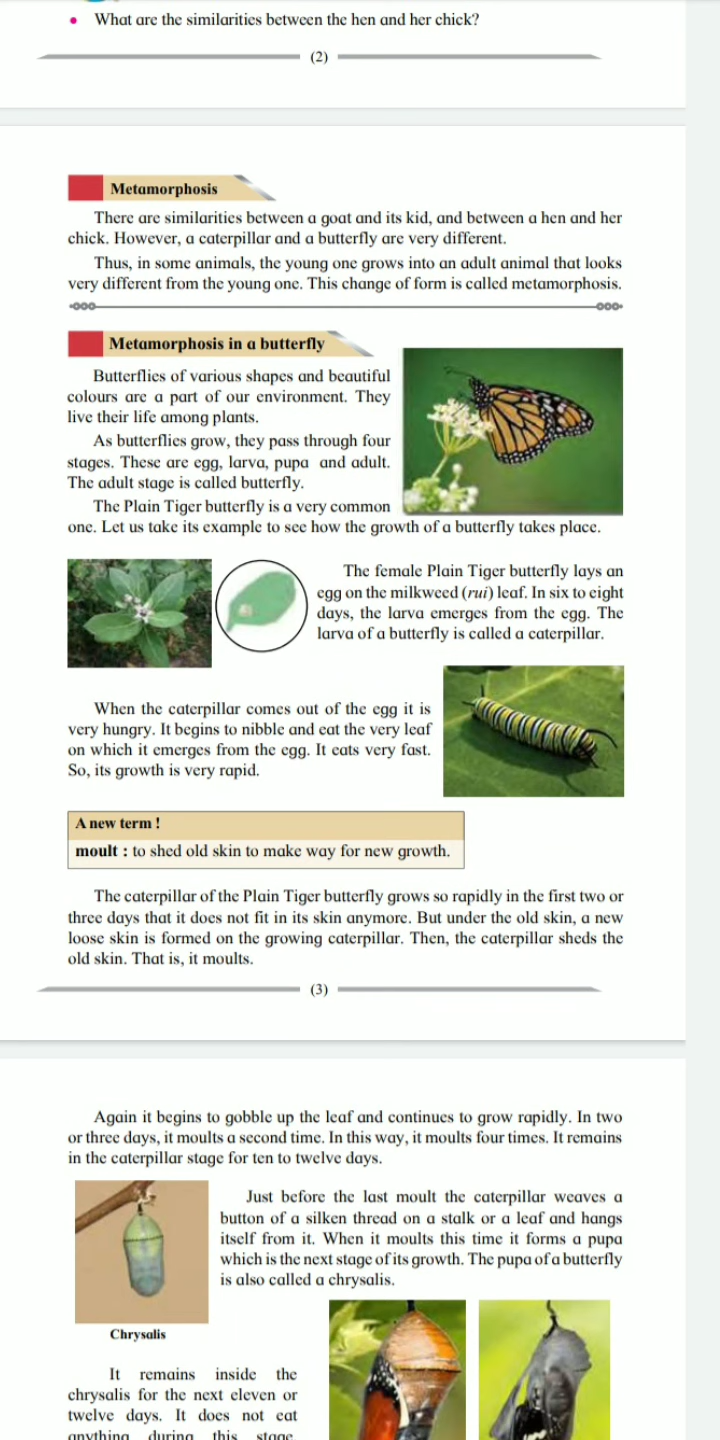 • What are the similarities between the hen and her chick?
(2)
Metamorphosis
There are similarities between a goat and its kid, and between a hen and her
chick. However, a caterpillar and a butterfly are very different.
Thus, in some animals, the young one grows into an adult animal that looks
very different from the young one. This change of form is called metamorphosis.
Metamorphosis in a butterfly
Butterflies of various shapes and beautiful
colours are a part of our environment. They
live their life among plants.
As butterflies grow, they pass through four
stages. These are egg, larva, pupa and adult.
The adult stage is called butterfly.
The Plain Tiger butterfly is a very common
one. Let us take its example to see how the growth of a butterfly takes place.
The female Plain Tiger butterfly lays an
egg on the milkweed (rui) leaf. In six to eight
days, the larva emerges from the egg. The
larva of a butterfly is called a caterpillar.
When the caterpillar comes out of the egg it is
very hungry. It begins to nibble and eat the very leaf
on which it emerges from the egg. It eats very fast.
So, its growth is very rapid.
A new term !
moult : to shed old skin to make way for new growth.
The caterpillar of the Plain Tiger butterfly grows so rapidly in the first two or
three days that it does not fit in its skin anymore. But under the old skin, a new
loose skin is formed on the growing caterpillar. Then, the caterpillar sheds the
old skin. That is, it moults.
(3)
Again it begins to gobble up the leaf and continues to grow rapidly. In two
or three days, it moults a second time. In this way, it moults four times. It remains
in the caterpillar stage for ten to twelve days.
Just before the last moult the caterpillar weaves a
button of a silken thread on a stalk or a leaf and hangs
itself from it. When it moults this time it forms a pupa
which is the next stage of its growth. The pupa of a butterfly
is also called a chrysalis.
Chrysalis
It remains inside the
chrysalis for the next eleven or
twelve days. It does not eat
anything during this stage.